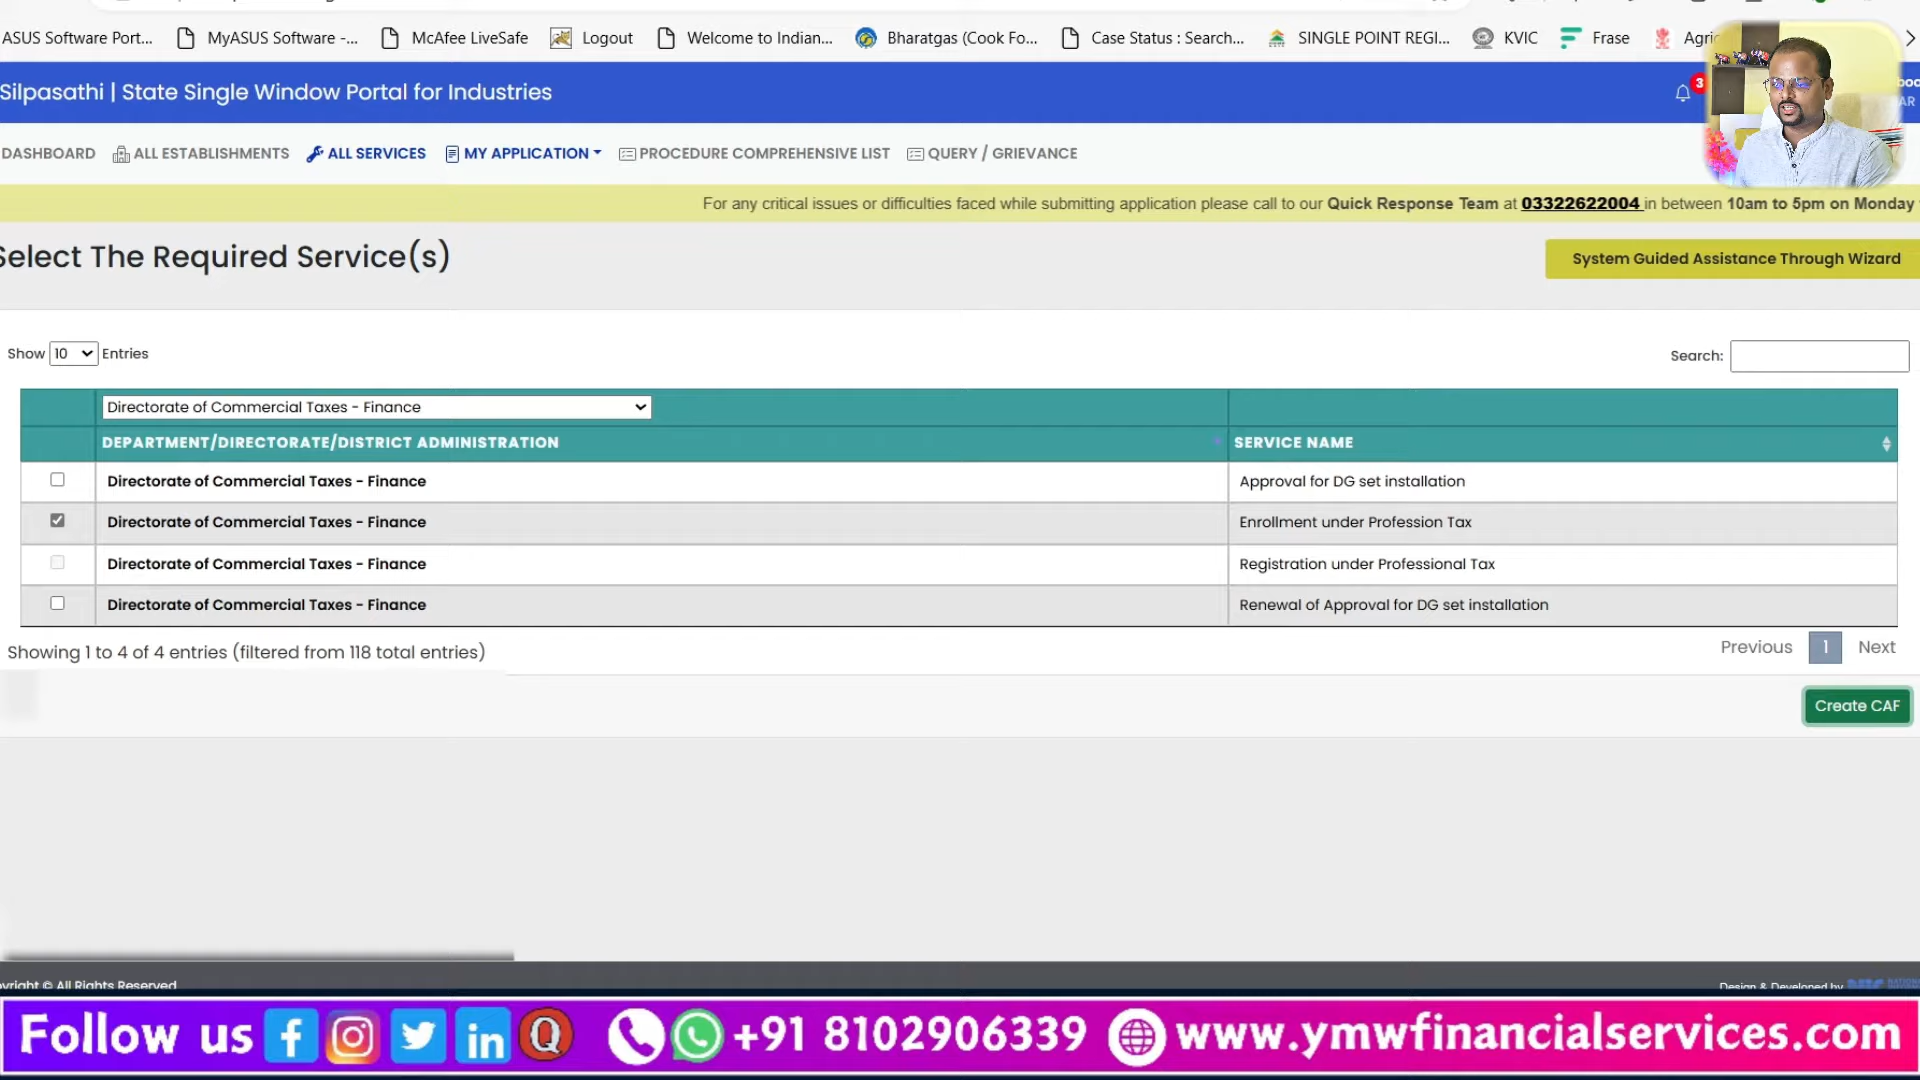 ASUS Software Port... MyASUS Software -... McAfee LiveSafe Logout Welcome to Indian... Bharatgas (Cook Fo... Case Status : Search... SINGLE POINT REGI... KVIC Frase
Silpasathi | State Single Window Portal for Industries 3
DASHBOARD ALL ESTABLISHMENTS ALL SERVICES MY APPLICATION PROCEDURE COMPREHENSIVE LIST QUERY / GRIEVANCE
For any critical issues or difficulties faced while submitting application please call to our Quick Response Team at 03322622004 in between 10am to 5pm on Monday
Select The Required Service(s) System Guided Assistance Through Wizard
Show 10 Entries Search:
Directorate of Commercial Taxes - Finance
DEPARTMENT/DIRECTORATE/DISTRICT ADMINISTRATION SERVICE NAME
Directorate of Commercial Taxes - Finance Approval for DG set installation
Directorate of Commercial Taxes - Finance Enrollment under Profession Tax
Directorate of Commercial Taxes - Finance Registration under Professional Tax
Directorate of Commercial Taxes - Finance Renewal of Approval for DG set installation
Showing 1 to 4 of 4 entries (filtered from 118 total entries) Previous 1 Next
Create CAF
© All Rights Reserved Design & Developed by
Follow us +91 8102906339 www.ymwfinancialservices.com